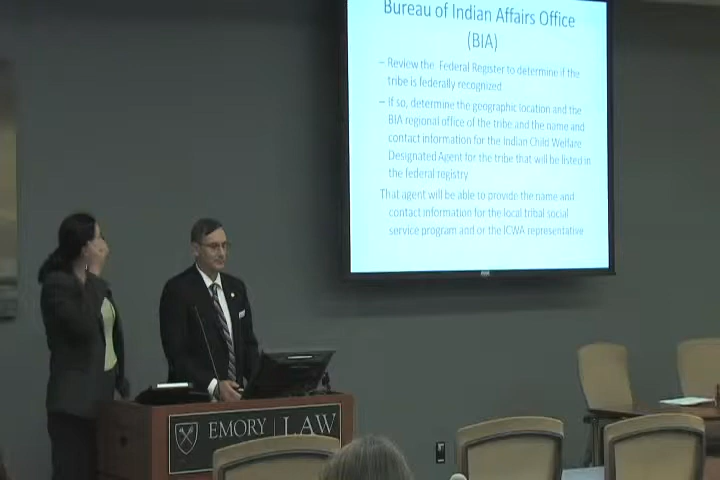 Bureau of Indian Affairs Office
(BIA)
– Review the Federal Register to determine if the
tribe is federally recognized
– If so, determine the geographic location and the
BIA regional office of the tribe and the name and
contact information for the Indian Child Welfare
Designated Agent for the tribe that will be listed in
the federal registry
That agent will be able to provide the name and
contact information for the local tribal social
service program and or the ICWA representative
EMORY | LAW